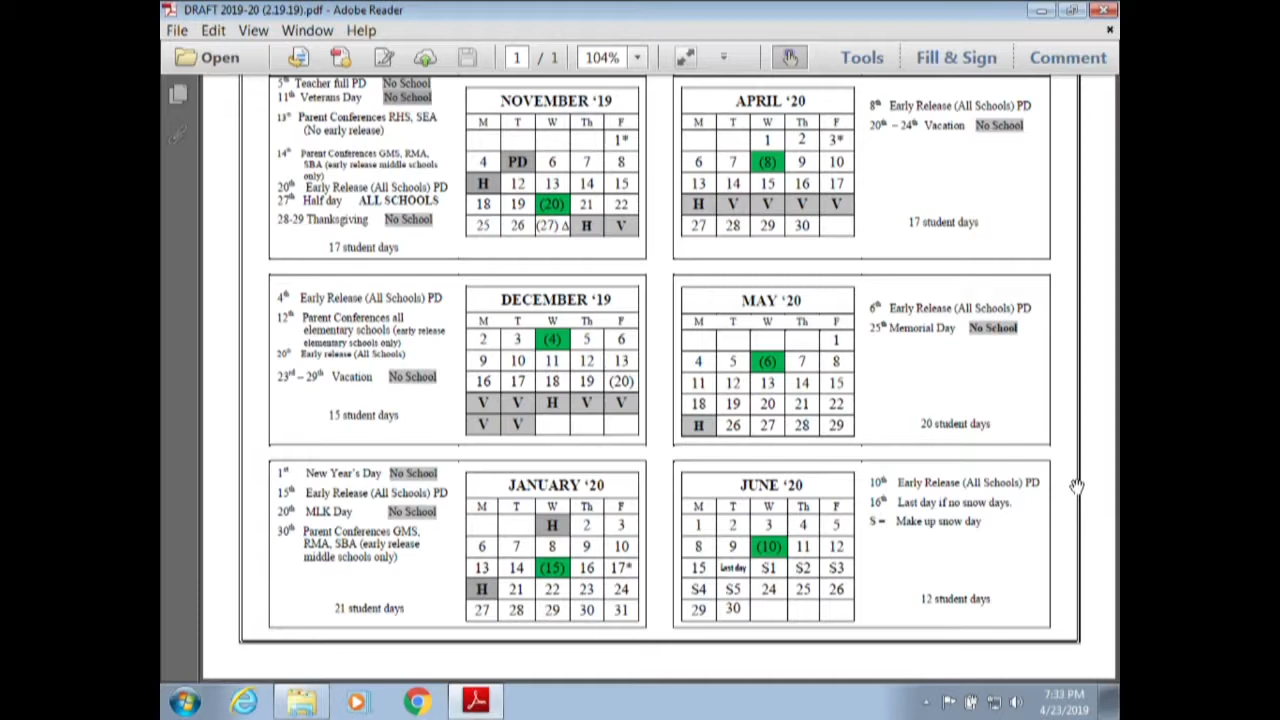 DRAFT 2019-20 (2.19.19).pdf - Adobe Reader
File Edit View Window Help
Open 1 / 1 104% Tools Fill & Sign Comment
5th Teacher full PD No School
11th Veterans Day No School
13th Parent Conferences RHS, SEA
(No early release)
14th Parent Conferences GMS, RMA,
SBA (early release middle schools
only)
20th Early Release (All Schools) PD
27th Half day ALL SCHOOLS
28-29 Thanksgiving No School
17 student days
NOVEMBER ‘19
M T W Th F
1*
4 PD 6 7 8
H 12 13 14 15
18 19 (20) 21 22
25 26 (27) Δ H V
APRIL ‘20
M T W Th F
1 2 3*
6 7 (8) 9 10
13 14 15 16 17
H V V V V
27 28 29 30
8th Early Release (All Schools) PD
20th – 24th Vacation No School
17 student days
4th Early Release (All Schools) PD
12th Parent Conferences all
elementary schools (early release
elementary schools only)
20th Early release (All Schools)
23rd – 29th Vacation No School
15 student days
DECEMBER ‘19
M T W Th F
2 3 (4) 5 6
9 10 11 12 13
16 17 18 19 (20)
V V H V V
V V
MAY ‘20
M T W Th F
1
4 5 (6) 7 8
11 12 13 14 15
18 19 20 21 22
H 26 27 28 29
6th Early Release (All Schools) PD
25th Memorial Day No School
20 student days
1st New Year's Day No School
15th Early Release (All Schools) PD
20th MLK Day No School
30th Parent Conferences GMS,
RMA, SBA (early release
middle schools only)
21 student days
JANUARY ‘20
M T W Th F
H 2 3
6 7 8 9 10
13 14 (15) 16 17*
H 21 22 23 24
27 28 29 30 31
JUNE ‘20
M T W Th F
1 2 3 4 5
8 9 (10) 11 12
15 Last day S1 S2 S3
S4 S5 24 25 26
29 30
10th Early Release (All Schools) PD
16th Last day if no snow days.
S = Make up snow day
12 student days
7:33 PM
4/23/2019